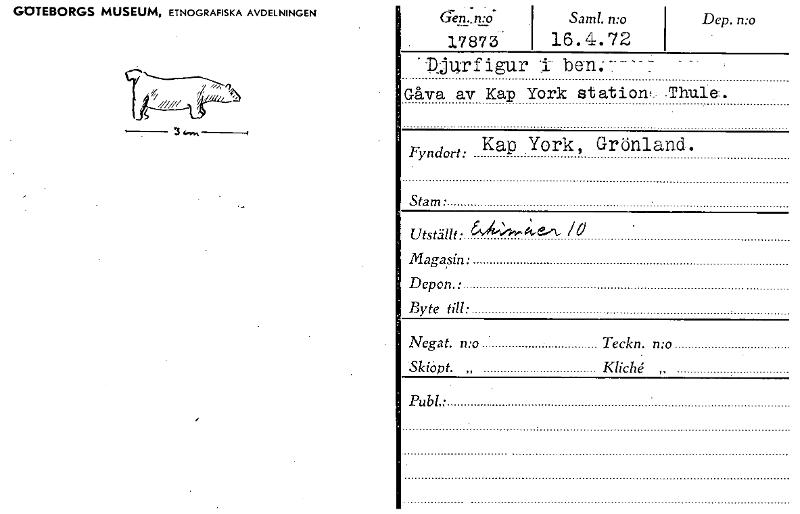 GÖTEBORGS MUSEUM, ETNOGRAFISKA AVDELNINGEN
3 cm
Gen. n:o Saml. n:o Dep. n:o
17873 16.4.72
Djurfigur i ben.
Gåva av Kap York station Thule.
Fyndort: Kap York, Grönland.
Stam:
Utställt: Eskimåer 10
Magasin:
Depon.:
Byte till:
Negat. n:o Teckn. n:o
Skiopt. „ Kliché „
Publ.: